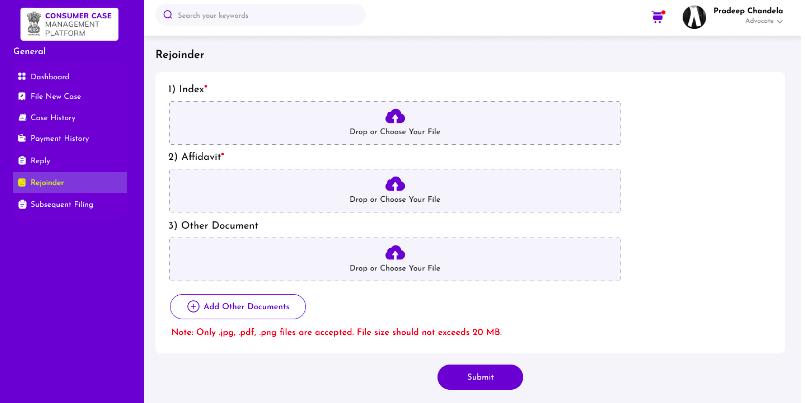 CONSUMER CASE
MANAGEMENT
PLATFORM
General
Dashboard
File New Case
Case History
Payment History
Reply
Rejoinder
Subsequent Filing
Search your keywords
Pradeep Chandela
Advocate
Rejoinder
1) Index*
Drop or Choose Your File
2) Affidavit*
Drop or Choose Your File
3) Other Document
Drop or Choose Your File
Add Other Documents
Note: Only .jpg, .pdf, .png files are accepted. File size should not exceeds 20 MB.
Submit